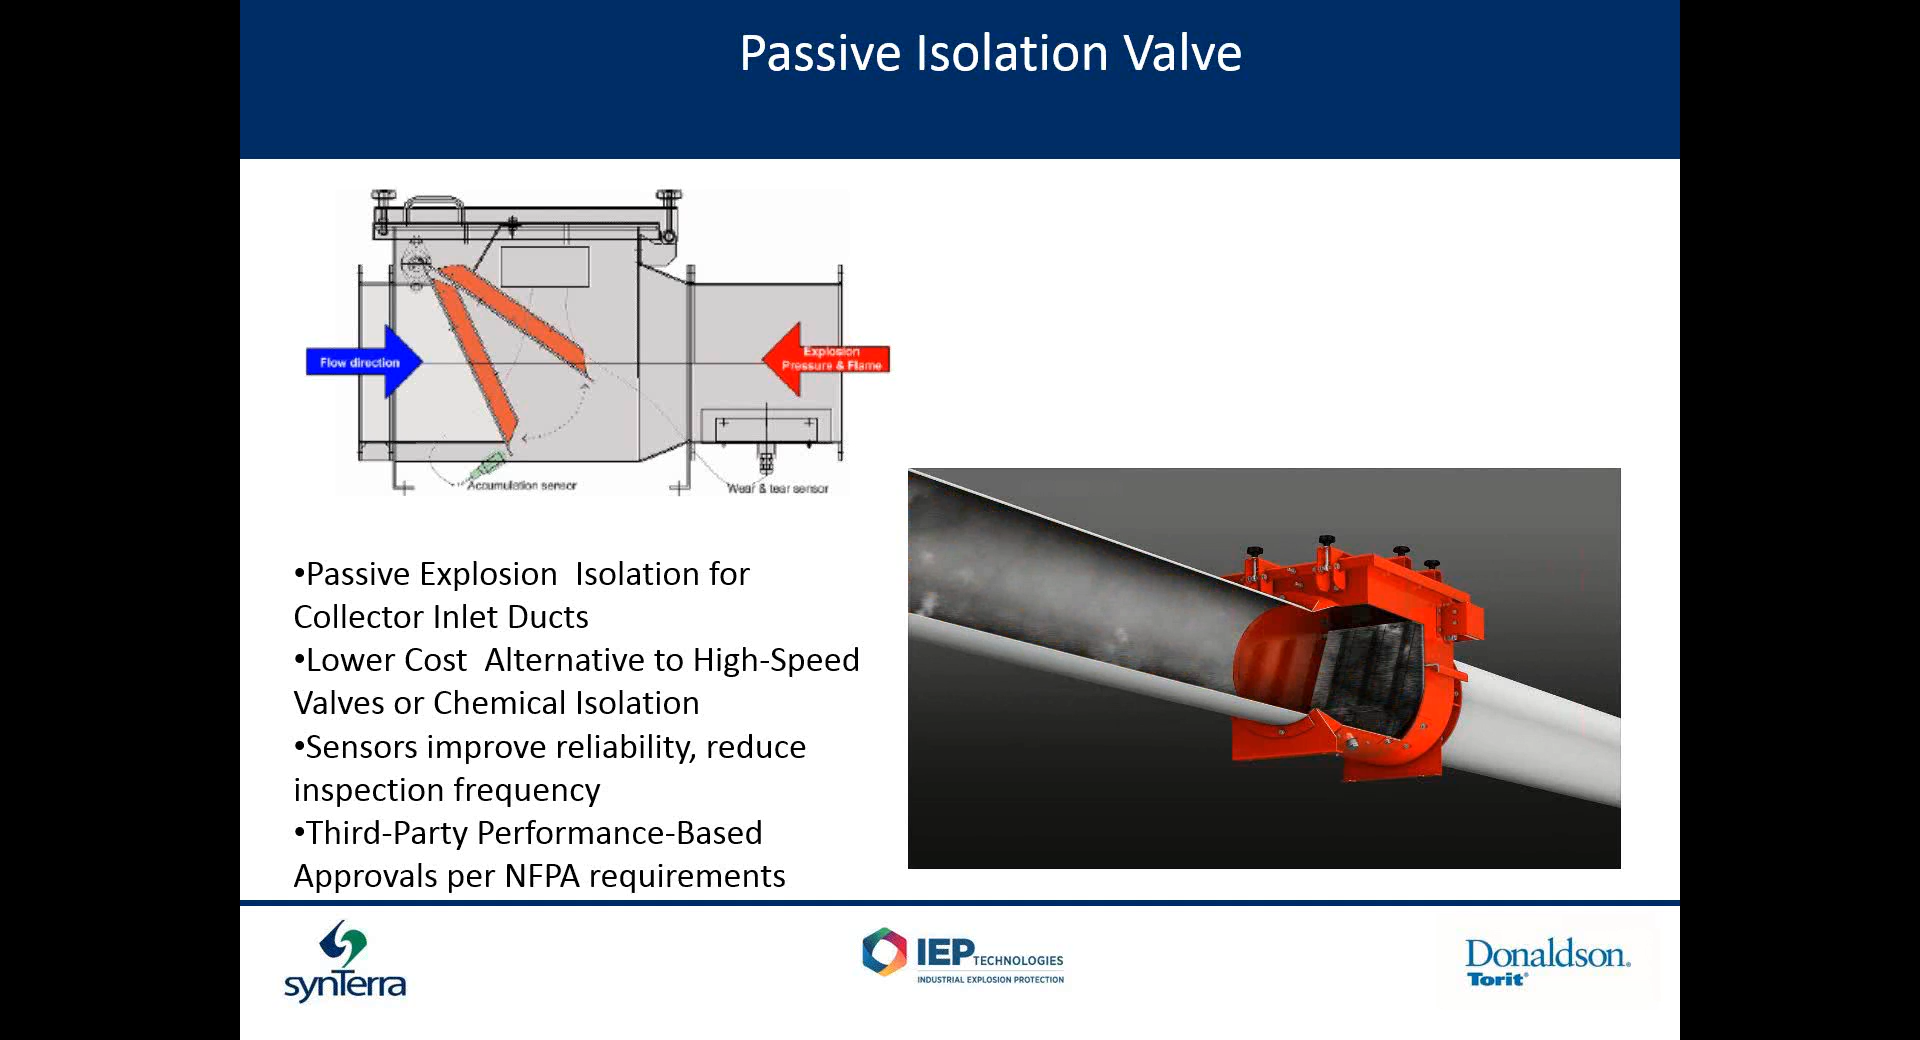 Passive Isolation Valve
Flow direction
Explosion
Pressure & Flame
Accumulation sensor
Wear & tear sensor
•Passive Explosion  Isolation for
Collector Inlet Ducts
•Lower Cost  Alternative to High-Speed
Valves or Chemical Isolation
•Sensors improve reliability, reduce
inspection frequency
•Third-Party Performance-Based
Approvals per NFPA requirements
synTerra
IEP TECHNOLOGIES
INDUSTRIAL EXPLOSION PROTECTION
Donaldson.
Torit®